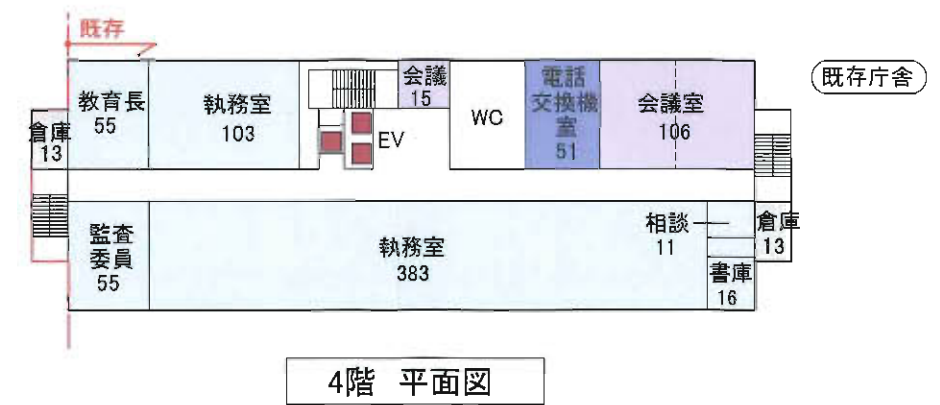 既存
既存庁舎
教育長
55
執務室
103
会議
15
WC
電話
交換機
室
51
会議室
106
倉庫
13
EV
監査
委員
55
執務室
383
相談
11
書庫
16
倉庫
13
4階 平面図